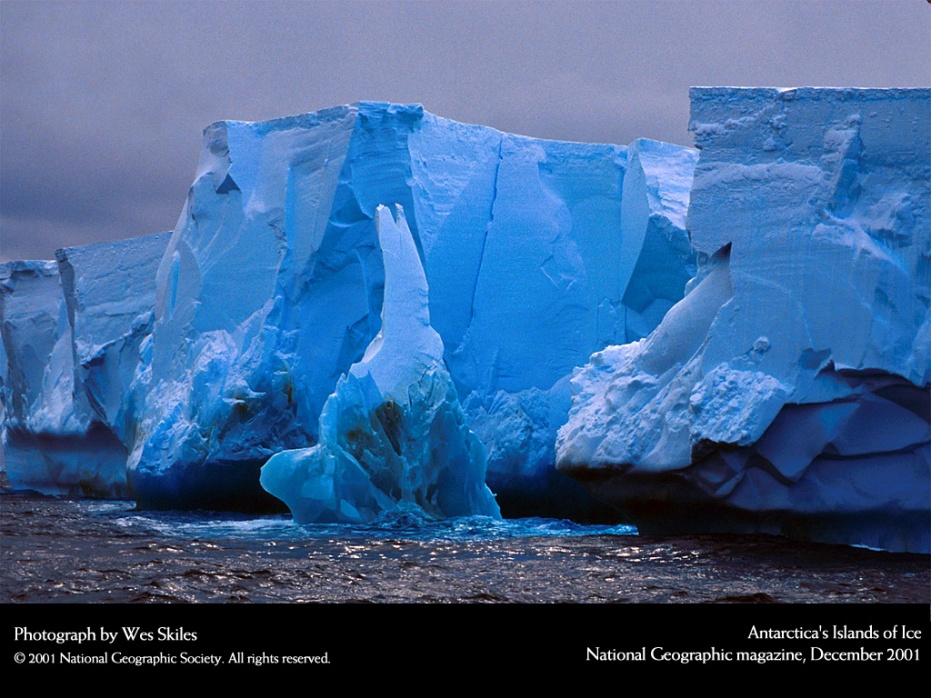 Photograph by Wes Skiles
© 2001 National Geographic Society. All rights reserved.
Antarctica's Islands of Ice
National Geographic magazine, December 2001